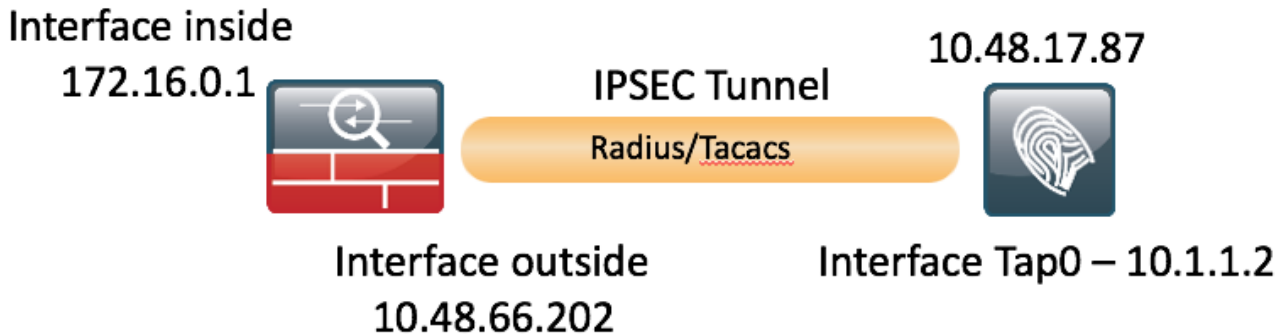 Interface inside
172.16.0.1
10.48.17.87
IPSEC Tunnel
Radius/Tacacs
Interface outside
10.48.66.202
Interface Tap0 – 10.1.1.2